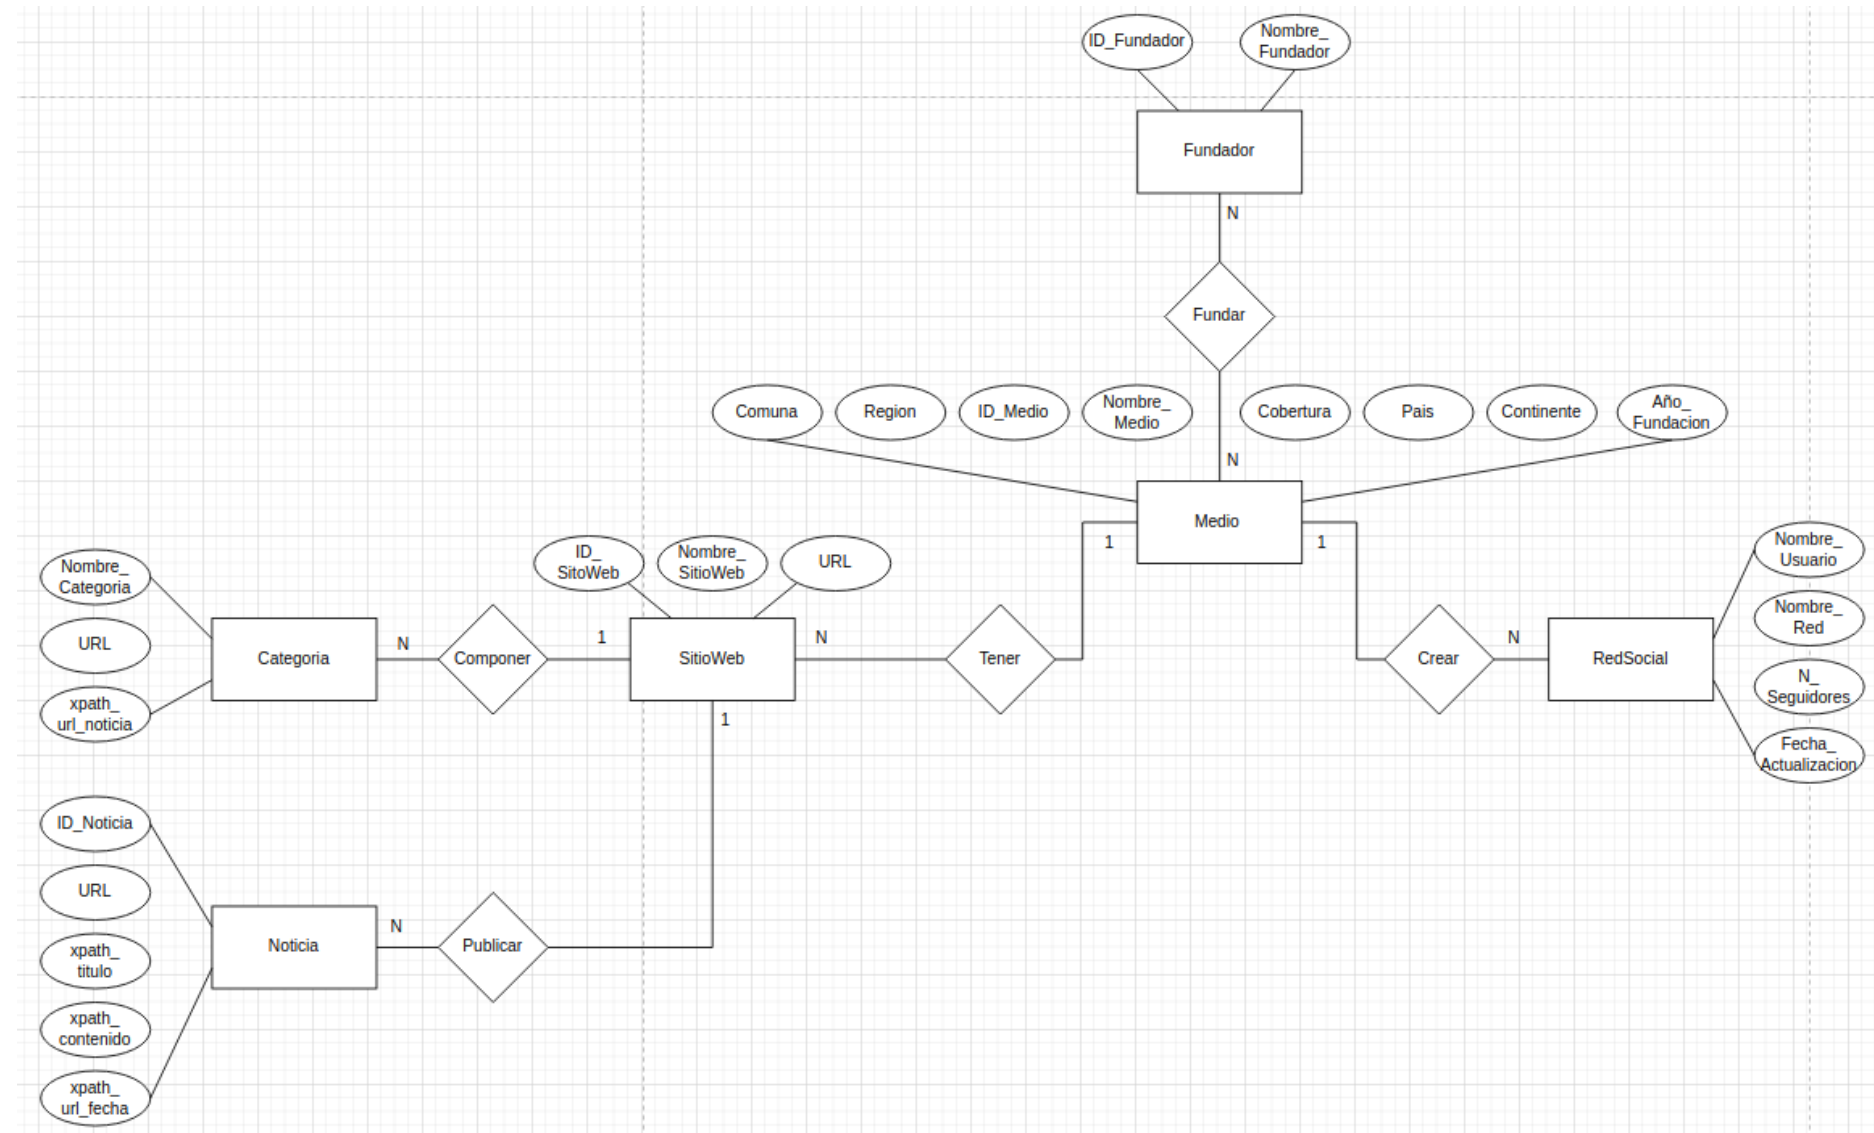 ID_Fundador
Nombre_
Fundador
Fundador
N
Fundar
Comuna
Region
ID_Medio
Nombre_
Medio
Cobertura
Pais
Continente
Año_
Fundacion
N
Medio
1
1
Nombre_
Categoria
URL
xpath_
url_noticia
Categoria
N
Componer
1
ID_
SitoWeb
Nombre_
SitioWeb
URL
SitioWeb
N
Tener
1
Crear
N
RedSocial
Nombre_
Usuario
Nombre_
Red
N_
Seguidores
Fecha_
Actualizacion
ID_Noticia
URL
xpath_
titulo
xpath_
contenido
xpath_
url_fecha
Noticia
N
Publicar